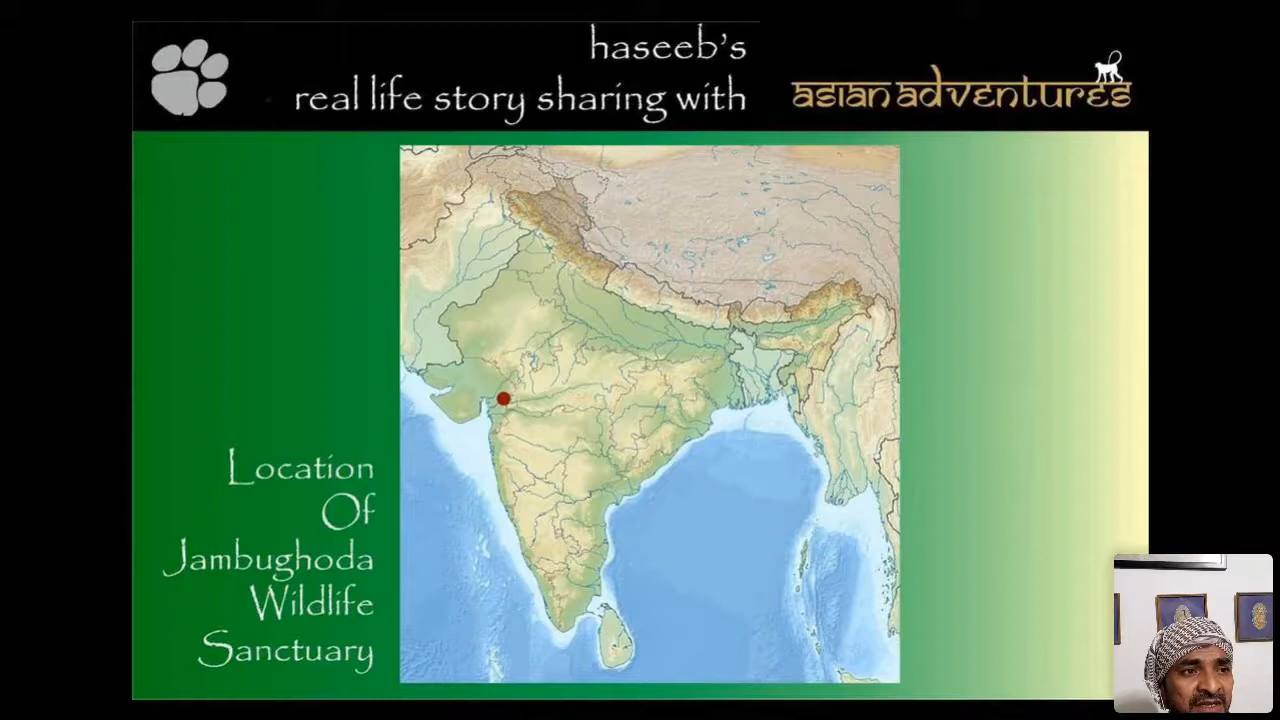 haseeb's
real life story sharing with
asian adventures
Location
Of
Jambughoda
Wildlife
Sanctuary